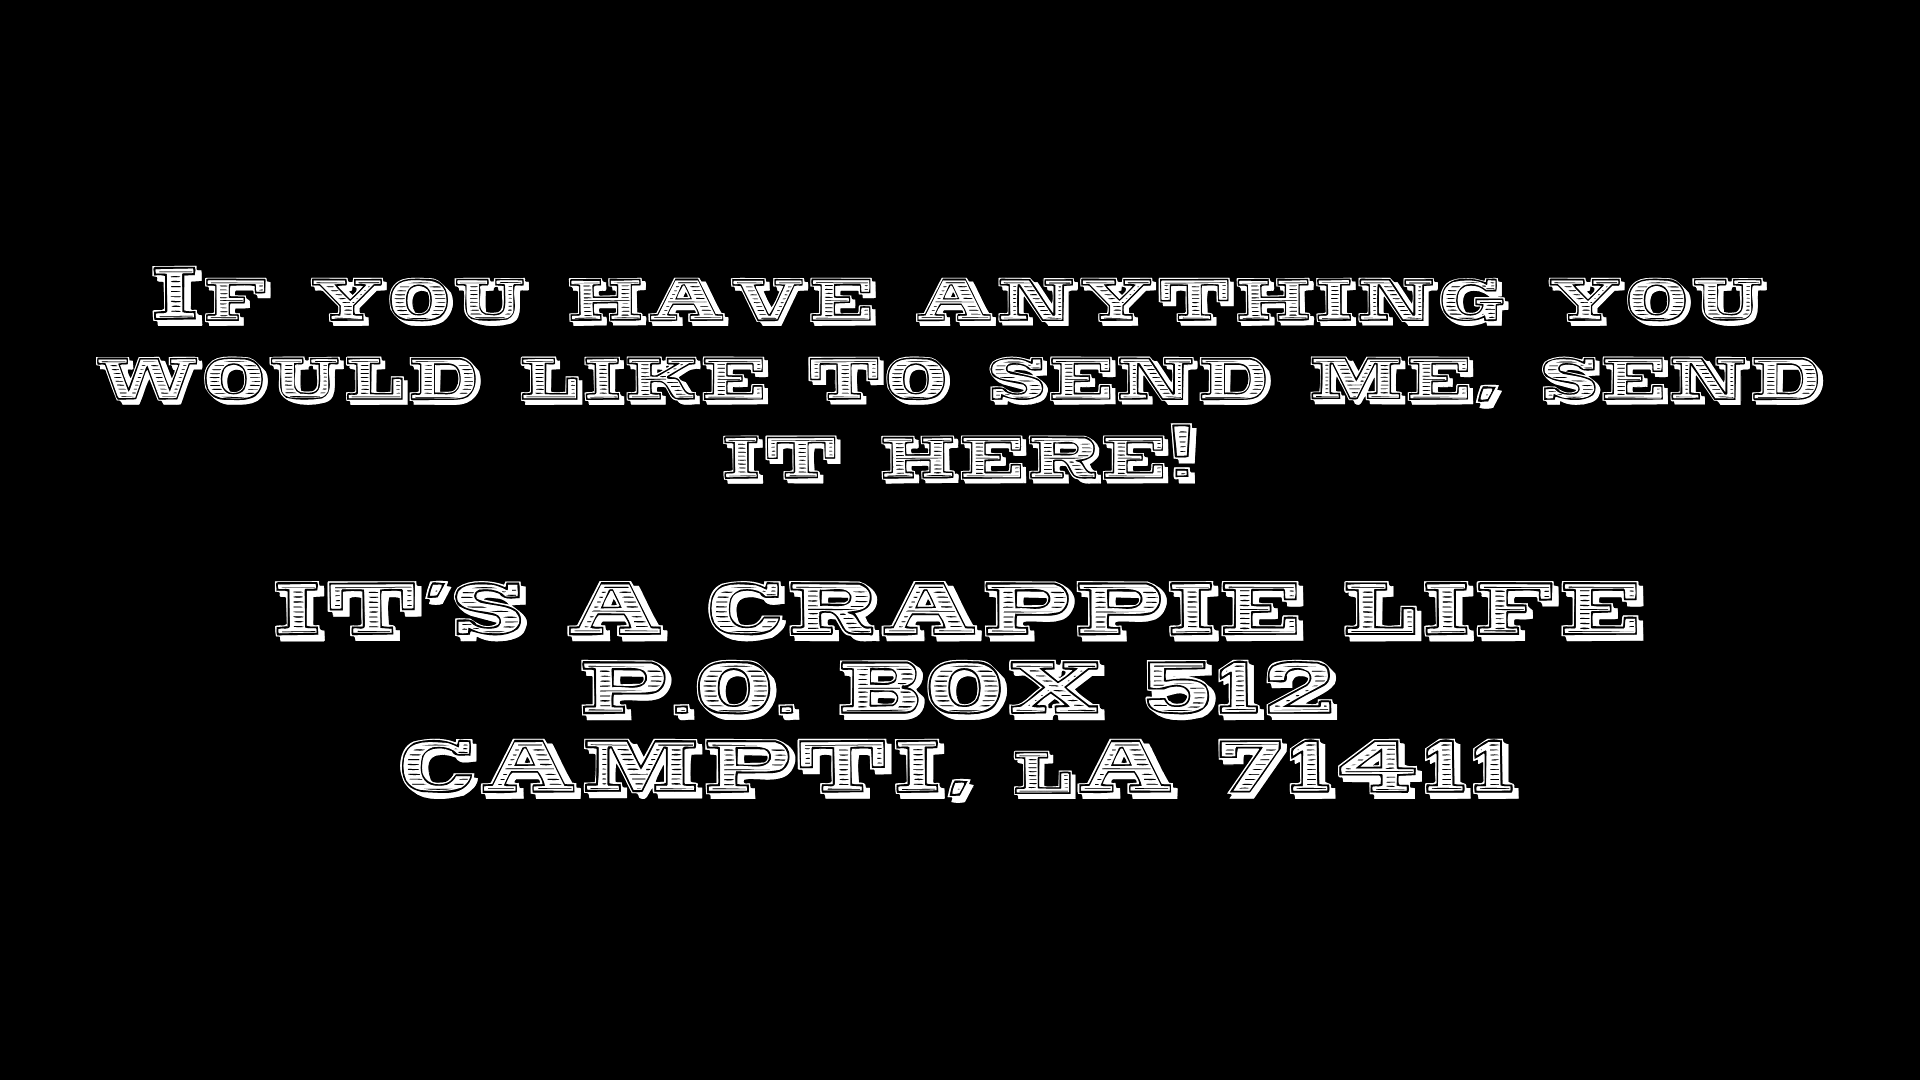 If you have anything you
would like to send me, send
it here!
IT'S A CRAPPIE LIFE
P.O. BOX 512
CAMPTI, lA 71411